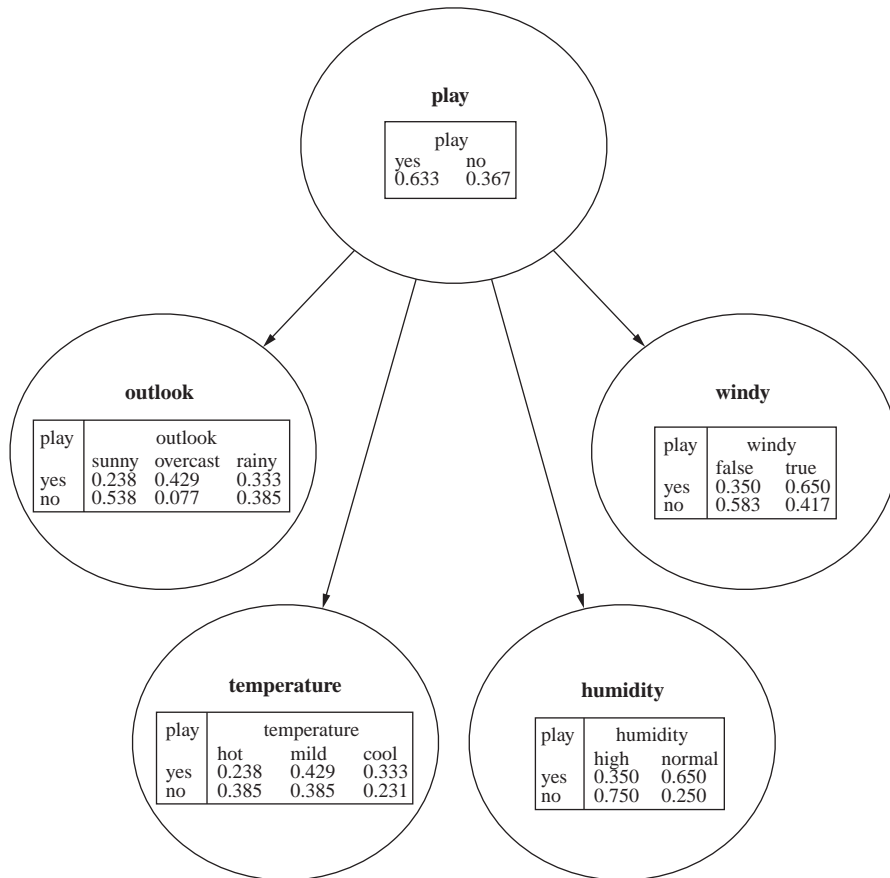 play
play
yes no
0.633 0.367
outlook
play outlook
sunny overcast rainy
yes 0.238 0.429 0.333
no 0.538 0.077 0.385
windy
play windy
false true
yes 0.350 0.650
no 0.583 0.417
temperature
play temperature
hot mild cool
yes 0.238 0.429 0.333
no 0.385 0.385 0.231
humidity
play humidity
high normal
yes 0.350 0.650
no 0.750 0.250